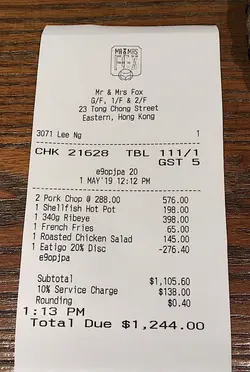 MR & MRS
FOX
Mr & Mrs Fox
G/F, 1/F & 2/F
23 Tong Chong Street
Eastern, Hong Kong
3071 Lee Ng 1
CHK 21628 TBL 111/1
GST 5
e9opjpa 20
1 MAY'19 12:12 PM
2 Pork Chop @ 288.00 576.00
1 Shellfish Hot Pot 198.00
1 340g Ribeye 398.00
1 French Fries 65.00
1 Roasted Chicken Salad 145.00
1 Eatigo 20% Disc -276.40
e9opjpa
Subtotal $1,105.60
10% Service Charge $138.00
Rounding $0.40
1:13 PM
Total Due $1,244.00